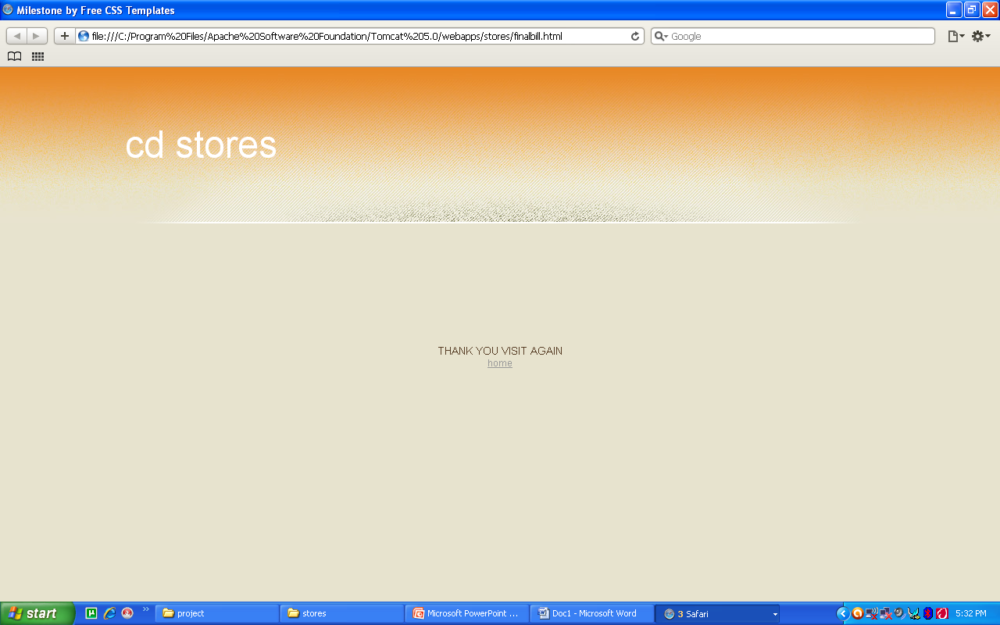 Milestone by Free CSS Templates
file:///C:/Program%20Files/Apache%20Software%20Foundation/Tomcat%205.0/webapps/stores/finalbill.html
Google
cd stores
THANK YOU VISIT AGAIN
home
start
project
stores
Microsoft PowerPoint ...
Doc1 - Microsoft Word
3 Safari
5:32 PM